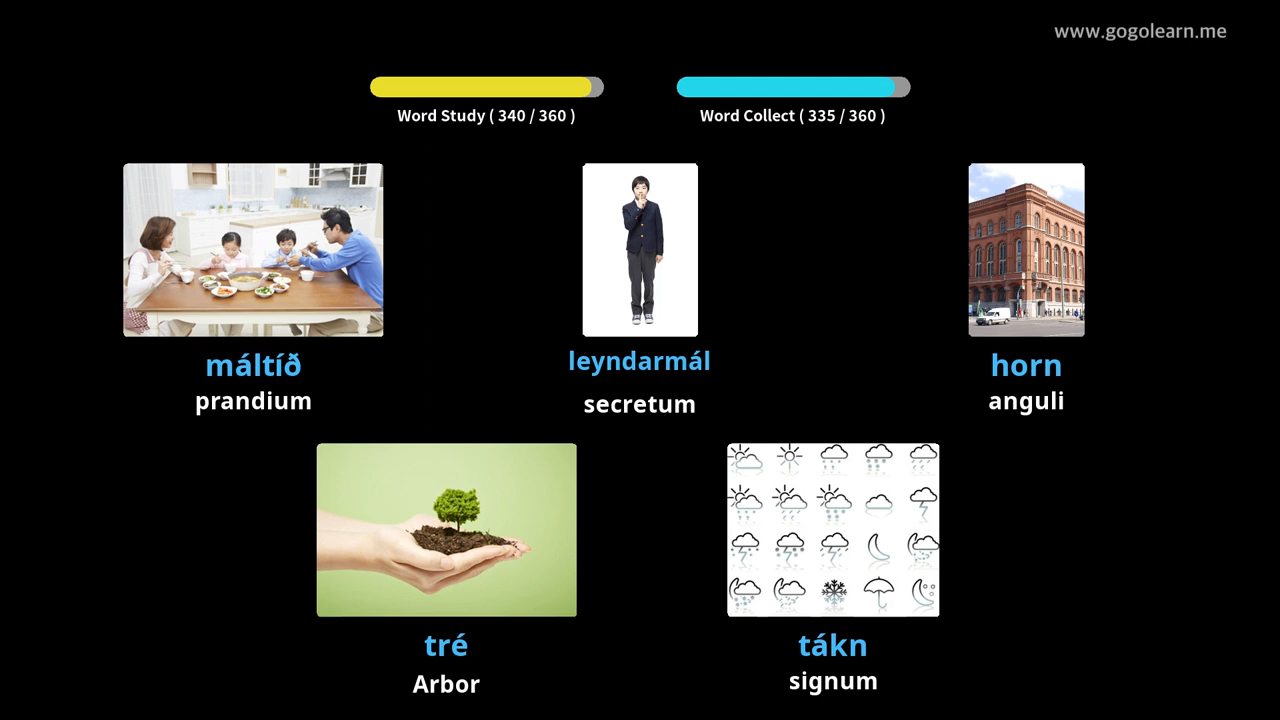 www.gogolearn.me
Word Study ( 340 / 360 )
Word Collect ( 335 / 360 )
máltíð
prandium
leyndarmál
secretum
horn
anguli
tré
Arbor
tákn
signum